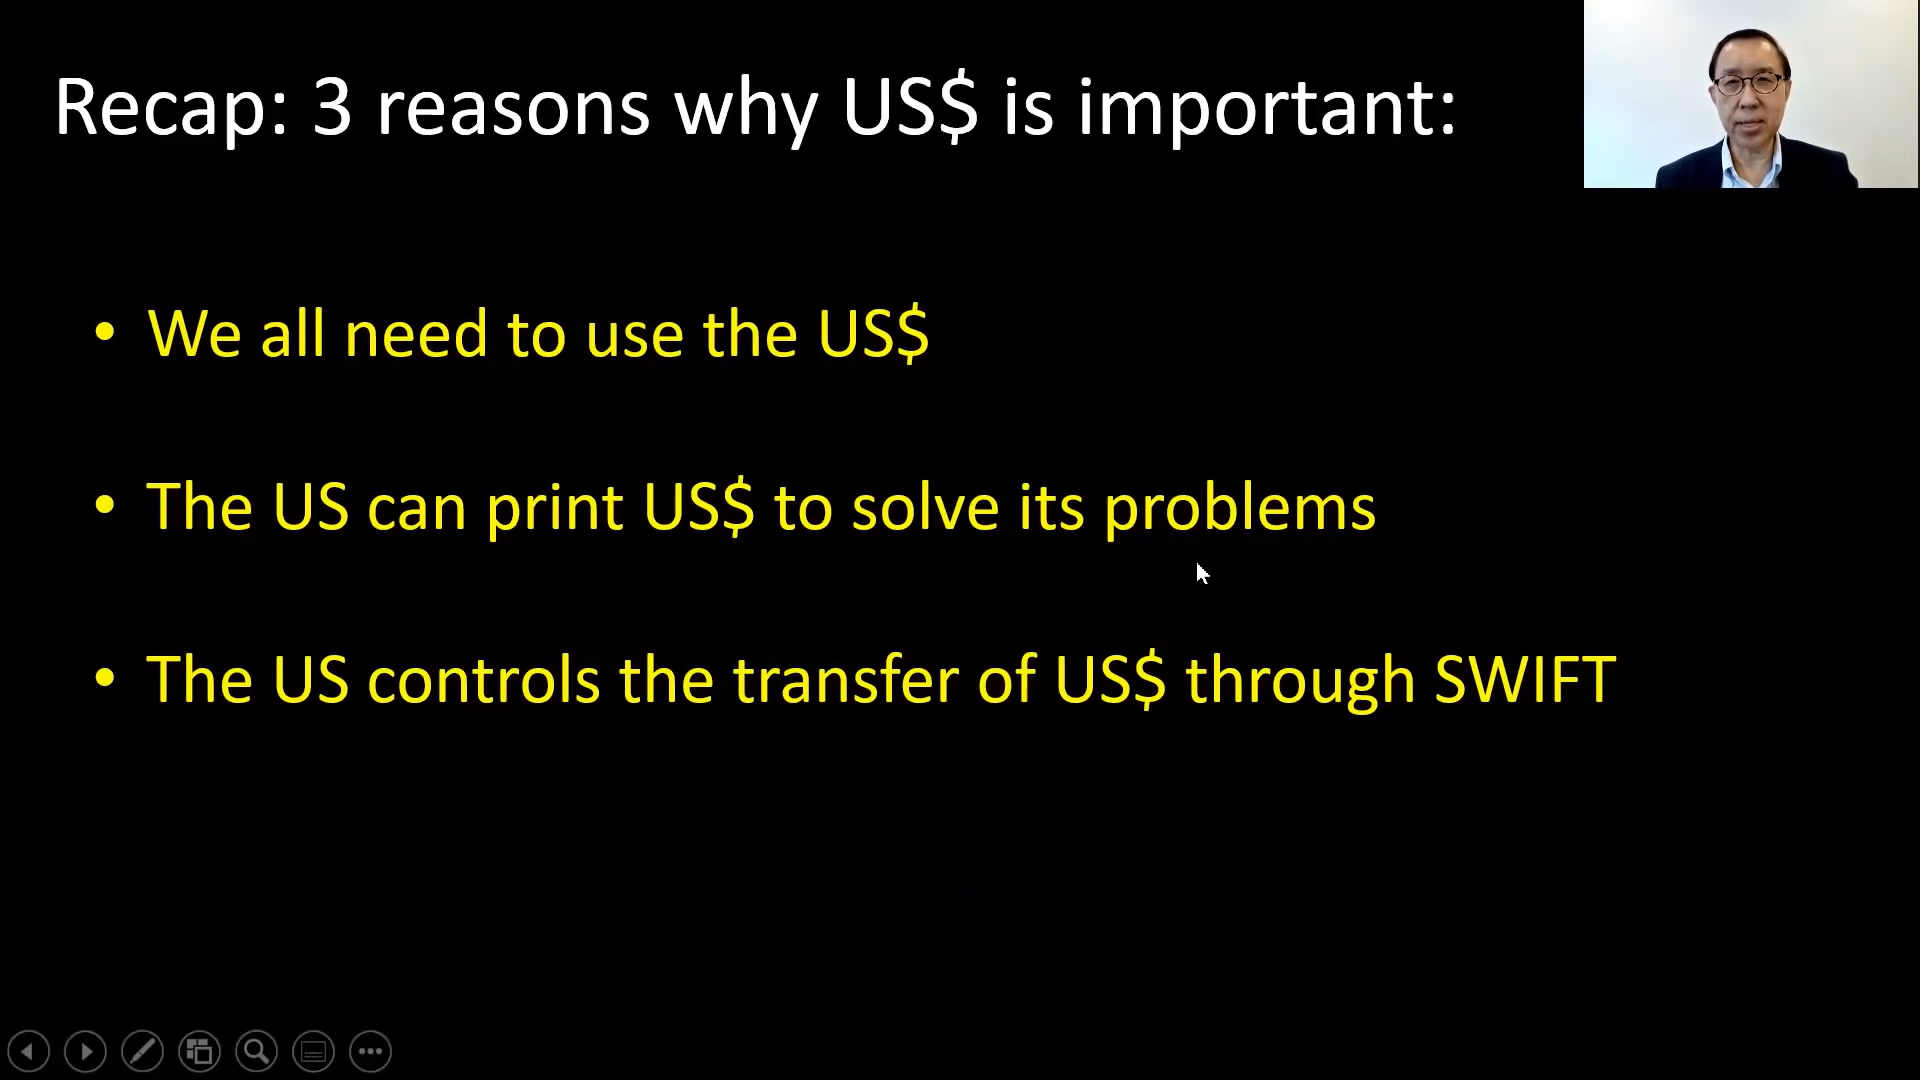 Recap: 3 reasons why US$ is important:
• We all need to use the US$
• The US can print US$ to solve its problems
• The US controls the transfer of US$ through SWIFT